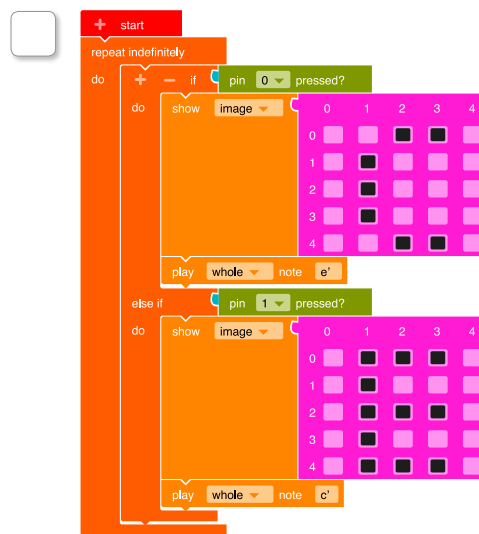 + start
repeat indefinitely
do + − if pin 0 pressed?
do show image 0 1 2 3 4
0
1
2
3
4
play whole note e’
else if pin 1 pressed?
do show image 0 1 2 3 4
0
1
2
3
4
play whole note c’